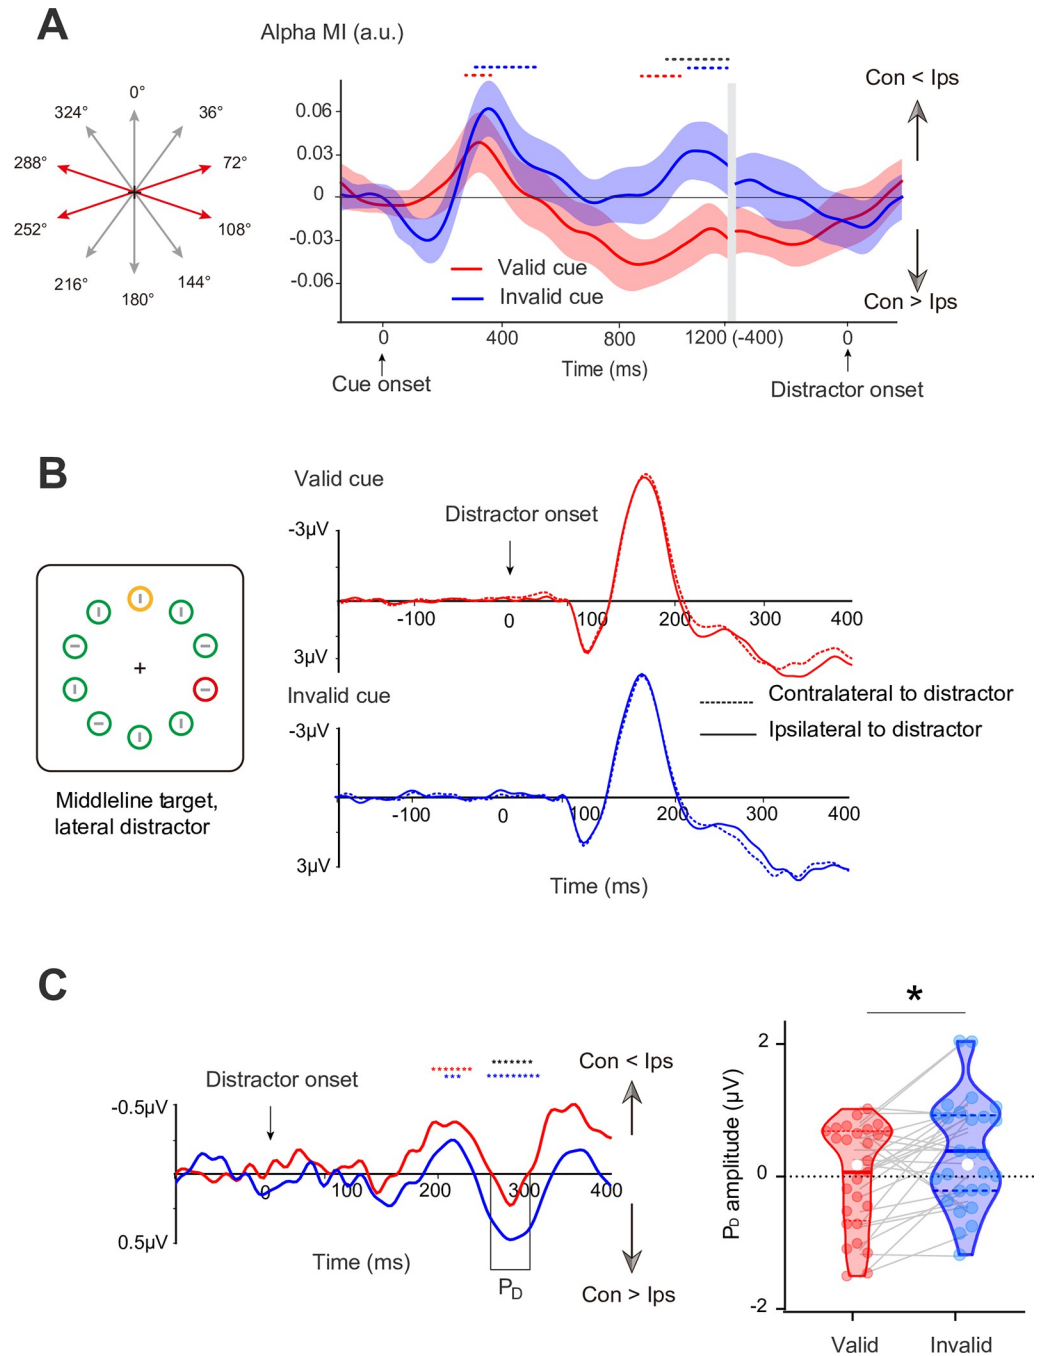 A
Alpha MI (a.u.)
0°
324°
36°
288°
72°
252°
108°
216°
144°
180°
0.06
0.03
0
-0.03
-0.06
Valid cue
Invalid cue
Con < Ips
Con > Ips
0
400
800
1200 (-400)
0
Time (ms)
Cue onset
Distractor onset
B
Valid cue
Distractor onset
-3μV
-100
0
100
200
300
400
3μV
Invalid cue
Contralateral to distractor
Ipsilateral to distractor
-3μV
-100
0
100
200
300
400
3μV
Time (ms)
+
Middleline target,
lateral distractor
C
Distractor onset
Con < Ips
-0.5μV
0
100
200
300
400
0.5μV
Time (ms)
PD
Con > Ips
*
2
0
-2
PD amplitude (μV)
Valid
Invalid